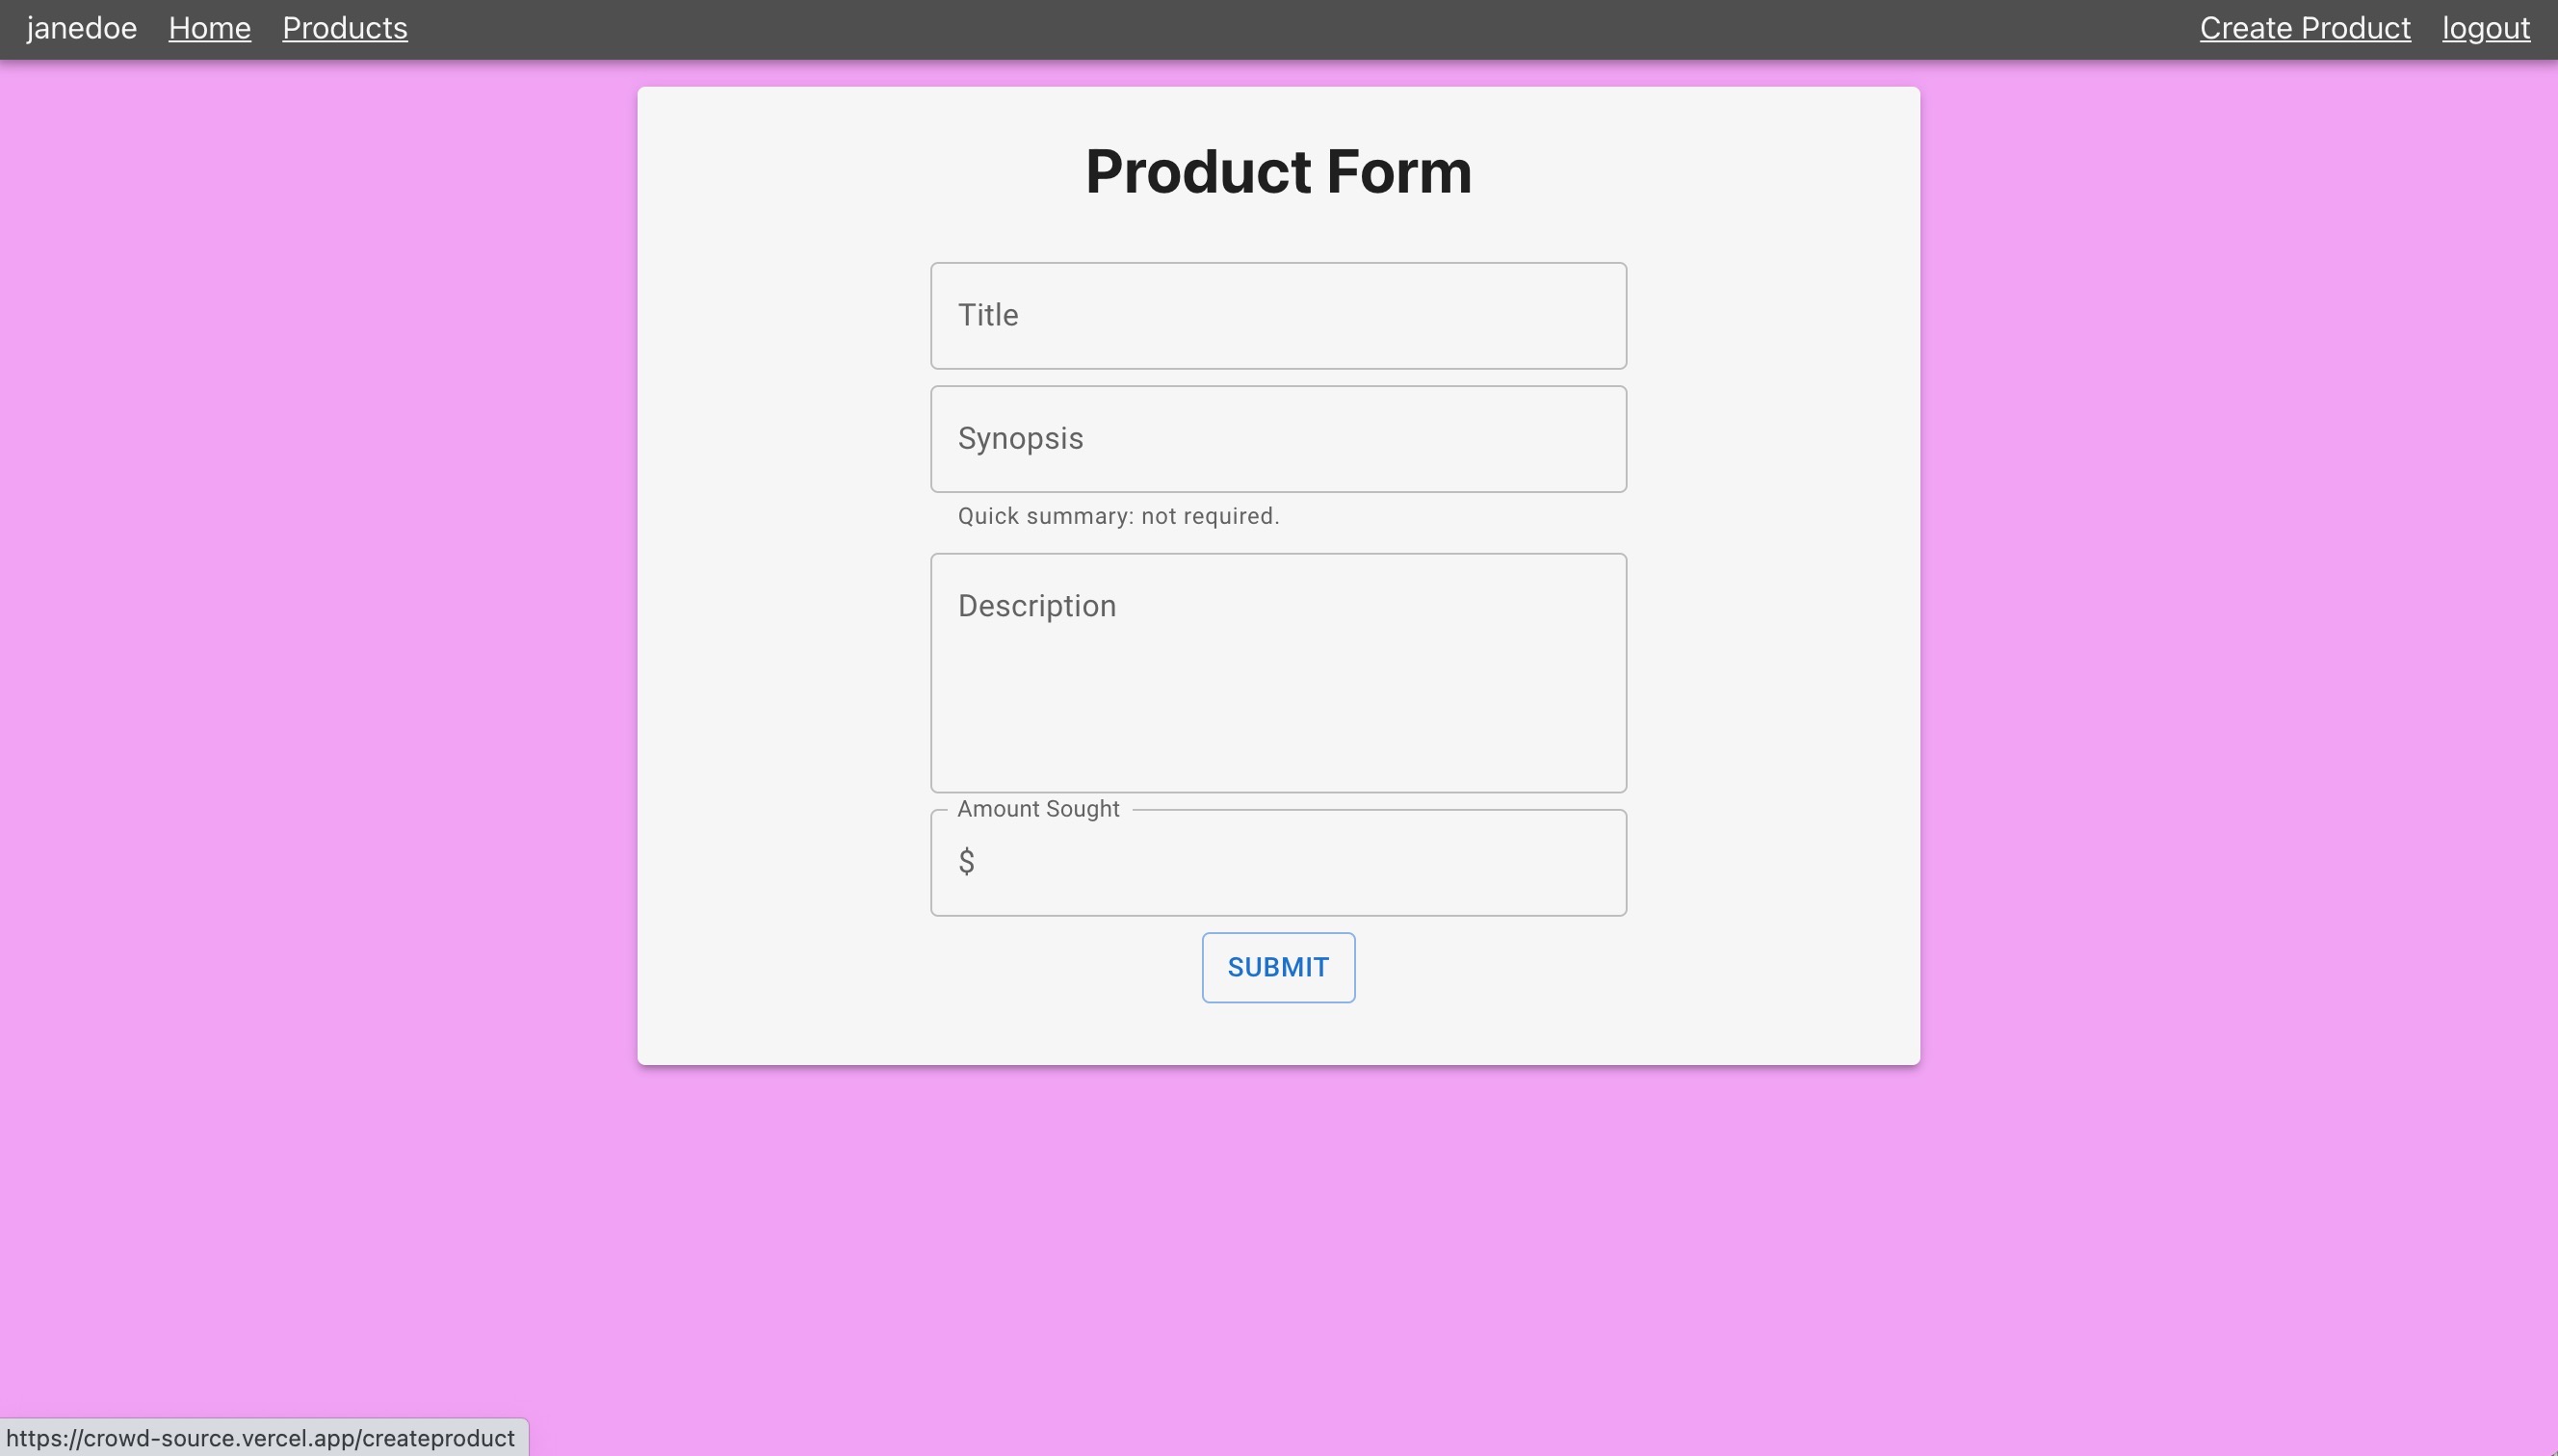 janedoe Home Products Create Product logout
Product Form
Title
Synopsis
Quick summary: not required.
Description
Amount Sought
$
SUBMIT
https://crowd-source.vercel.app/createproduct